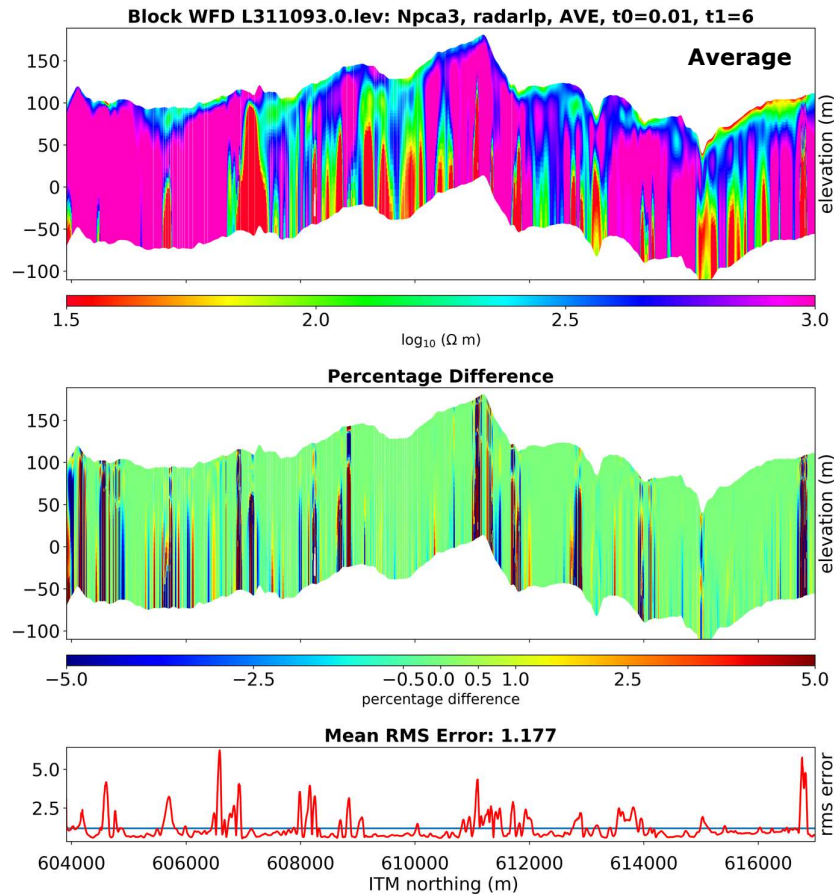 Block WFD L311093.0.lev: Npca3, radarlp, AVE, t0=0.01, t1=6
Average
150
100
50
0
−50
−100
elevation (m)
1.5 2.0 2.5 3.0
log₁₀ (Ω m)
Percentage Difference
150
100
50
0
−50
−100
elevation (m)
−5.0 −2.5 −0.5 0.0 0.5 1.0 2.5 5.0
percentage difference
Mean RMS Error: 1.177
5.0
2.5
rms error
604000 606000 608000 610000 612000 614000 616000
ITM northing (m)